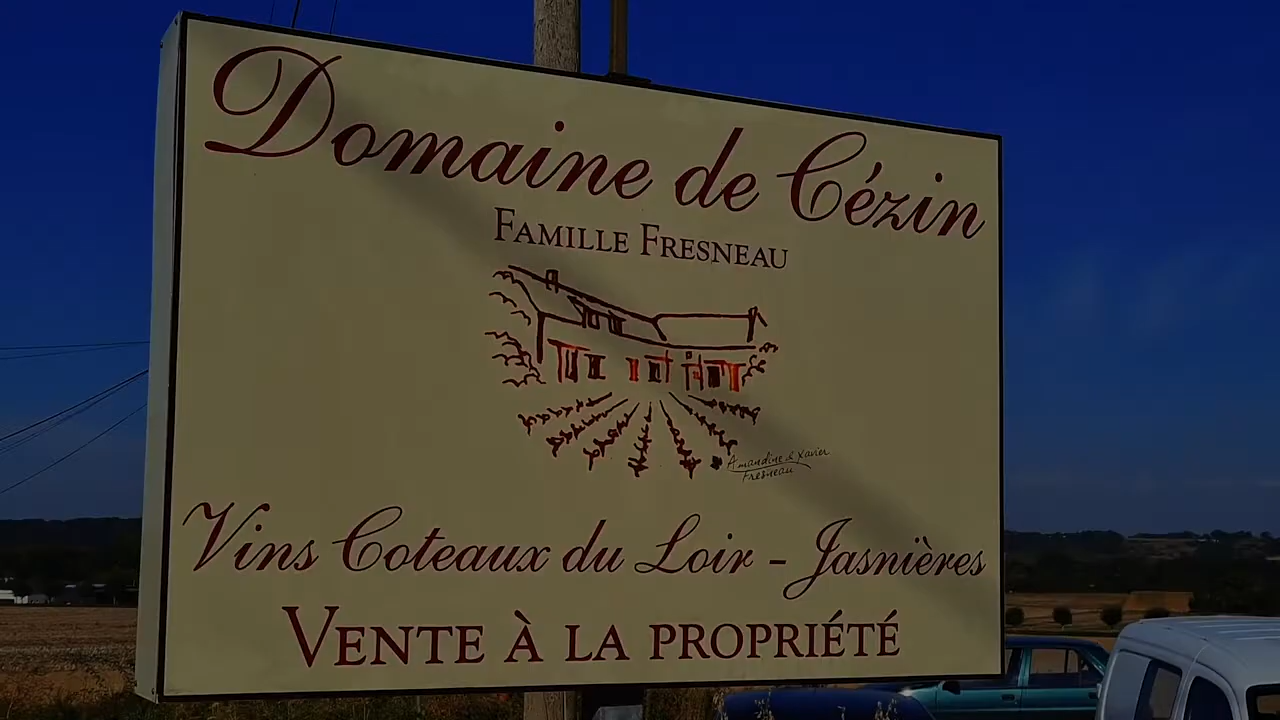 Domaine de Cézin
FAMILLE FRESNEAU
Amandine & Xavier
Fresneau
Vins Coteaux du Loir - Jasnières
VENTE À LA PROPRIÉTÉ